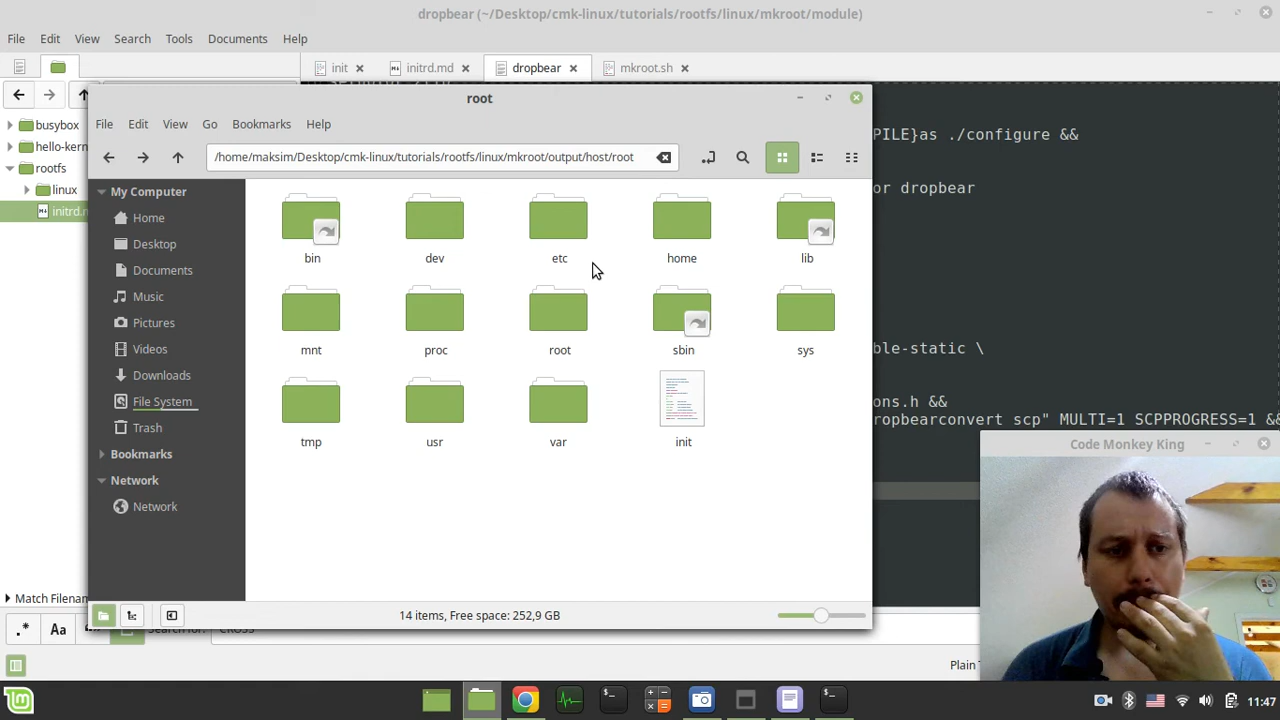 dropbear (~/Desktop/cmk-linux/tutorials/rootfs/linux/mkroot/module)
File Edit View Search Tools Documents Help
init initrd.md dropbear mkroot.sh
busybox
hello-kern
rootfs
linux
initrd.m
Match Filenam
.* Aa Search for: CROSS
Plain T
PILE}as ./configure &&
or dropbear
ble-static \
ons.h &&
ropbearconvert scp" MULTI=1 SCPPROGRESS=1 &&
root
File Edit View Go Bookmarks Help
/home/maksim/Desktop/cmk-linux/tutorials/rootfs/linux/mkroot/output/host/root
My Computer
Home
Desktop
Documents
Music
Pictures
Videos
Downloads
File System
Trash
Bookmarks
Network
Network
bin dev etc home lib
mnt proc root sbin sys
tmp usr var init
14 items, Free space: 252,9 GB
Code Monkey King
11:47